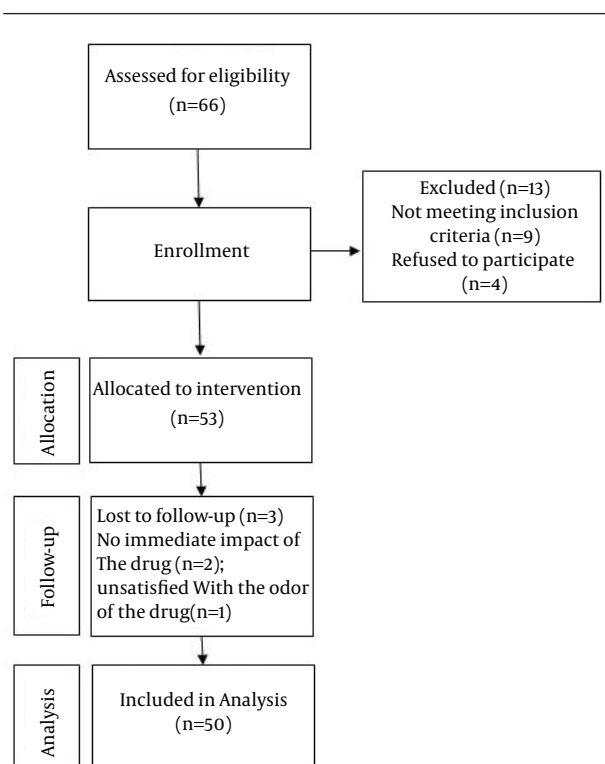 Assessed for eligibility
(n=66)
Enrollment
Excluded (n=13)
Not meeting inclusion
criteria (n=9)
Refused to participate
(n=4)
Allocation
Allocated to intervention
(n=53)
Follow-up
Lost to follow-up (n=3)
No immediate impact of
The drug (n=2);
unsatisfied With the odor
of the drug(n=1)
Analysis
Included in Analysis
(n=50)